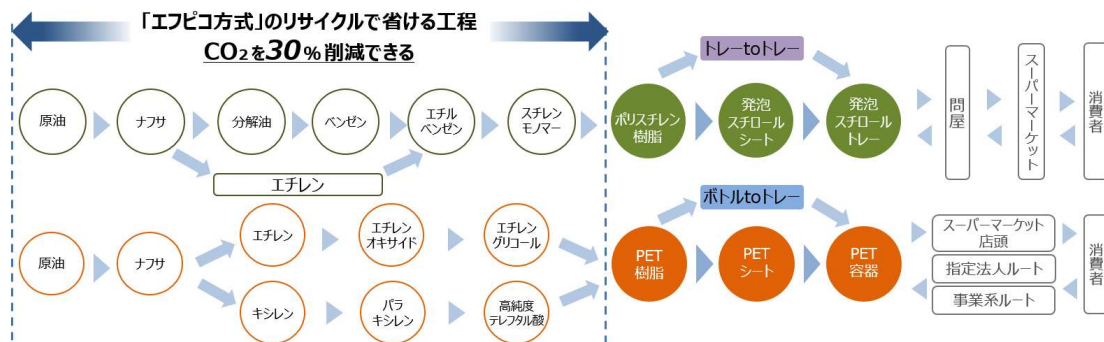 「エフピコ方式」のリサイクルで省ける工程
CO₂を30%削減できる
トレーtoトレー
原油
ナフサ
分解油
ベンゼン
エチル
ベンゼン
スチレン
モノマー
ポリスチレン
樹脂
発泡
スチロール
シート
発泡
スチロール
トレー
問屋
スーパーマーケット
消費者
エチレン
ボトルtoトレー
原油
ナフサ
エチレン
エチレン
オキサイド
エチレン
グリコール
キシレン
パラ
キシレン
高純度
テレフタル酸
PET
樹脂
PET
シート
PET
容器
スーパーマーケット
店頭
指定法人ルート
事業系ルート
消費者